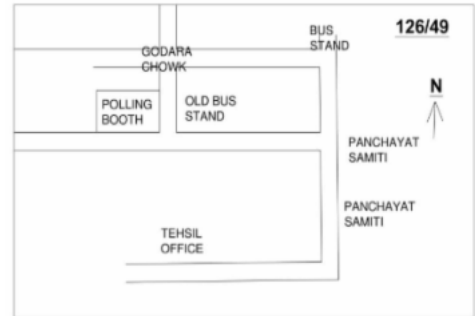 BUS
STAND
126/49
GODARA
CHOWK
N
POLLING
BOOTH
OLD BUS
STAND
PANCHAYAT
SAMITI
PANCHAYAT
SAMITI
TEHSIL
OFFICE